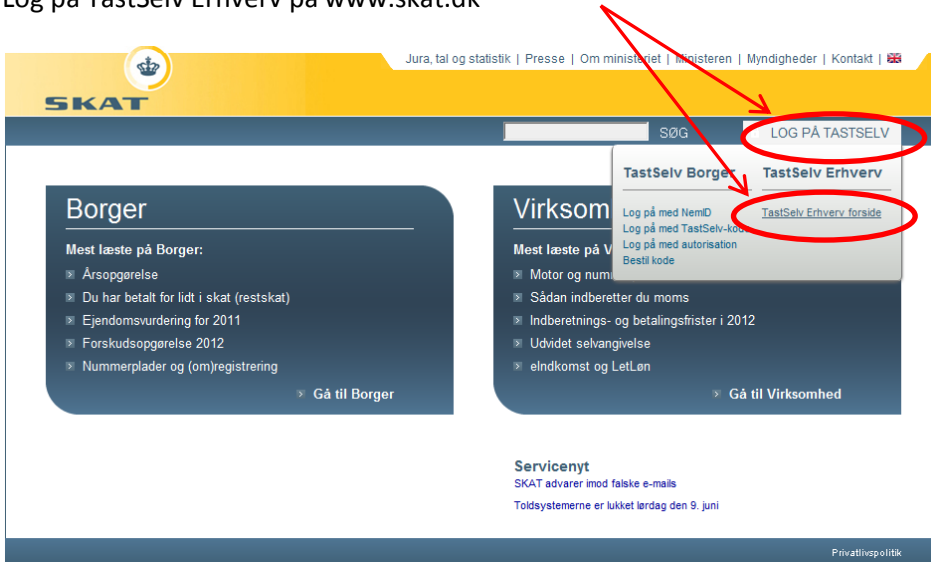 Log på TastSelv Erhverv på www.skat.dk
Jura, tal og statistik | Presse | Om ministeriet | Ministeren | Myndigheder | Kontakt |
SKAT
SØG
LOG PÅ TASTSELV
TastSelv Borger
Log på med NemID
Log på med TastSelv-kode
Log på med autorisation
Bestil kode
TastSelv Erhverv
TastSelv Erhverv forside
Borger
Mest læste på Borger:
Årsopgørelse
Du har betalt for lidt i skat (restskat)
Ejendomsvurdering for 2011
Forskudsopgørelse 2012
Nummerplader og (om)registrering
Gå til Borger
Virksom
Mest læste på V
Motor og num
Sådan indberetter du moms
Indberetnings- og betalingsfrister i 2012
Udvidet selvangivelse
eIndkomst og LetLøn
Gå til Virksomhed
Servicenyt
SKAT advarer imod falske e-mails
Toldsystemerne er lukket lørdag den 9. juni
Privatlivspolitik